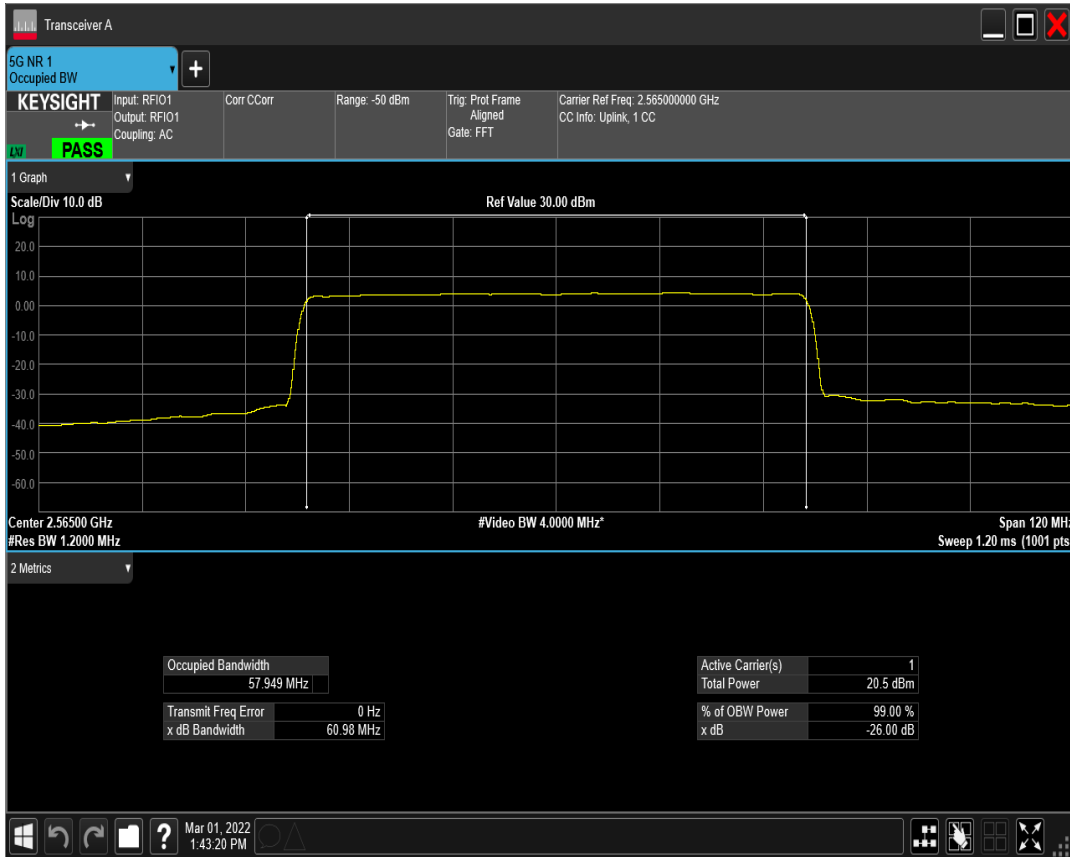 Transceiver A
5G NR 1
Occupied BW
+
KEYSIGHT
LXI
PASS
Input: RFIO1
Output: RFIO1
Coupling: AC
Corr CCorr
Range: -50 dBm
Trig: Prot Frame
Aligned
Gate: FFT
Carrier Ref Freq: 2.565000000 GHz
CC Info: Uplink, 1 CC
1 Graph
Scale/Div 10.0 dB
Ref Value 30.00 dBm
Log
20.0
10.0
0.00
-10.0
-20.0
-30.0
-40.0
-50.0
-60.0
Center 2.56500 GHz
#Video BW 4.0000 MHz*
Span 120 MHz
#Res BW 1.2000 MHz
Sweep 1.20 ms (1001 pts
2 Metrics
Occupied Bandwidth
57.949 MHz
Transmit Freq Error 0 Hz
x dB Bandwidth 60.98 MHz
Active Carrier(s) 1
Total Power 20.5 dBm
% of OBW Power 99.00 %
x dB -26.00 dB
?
Mar 01, 2022
1:43:20 PM